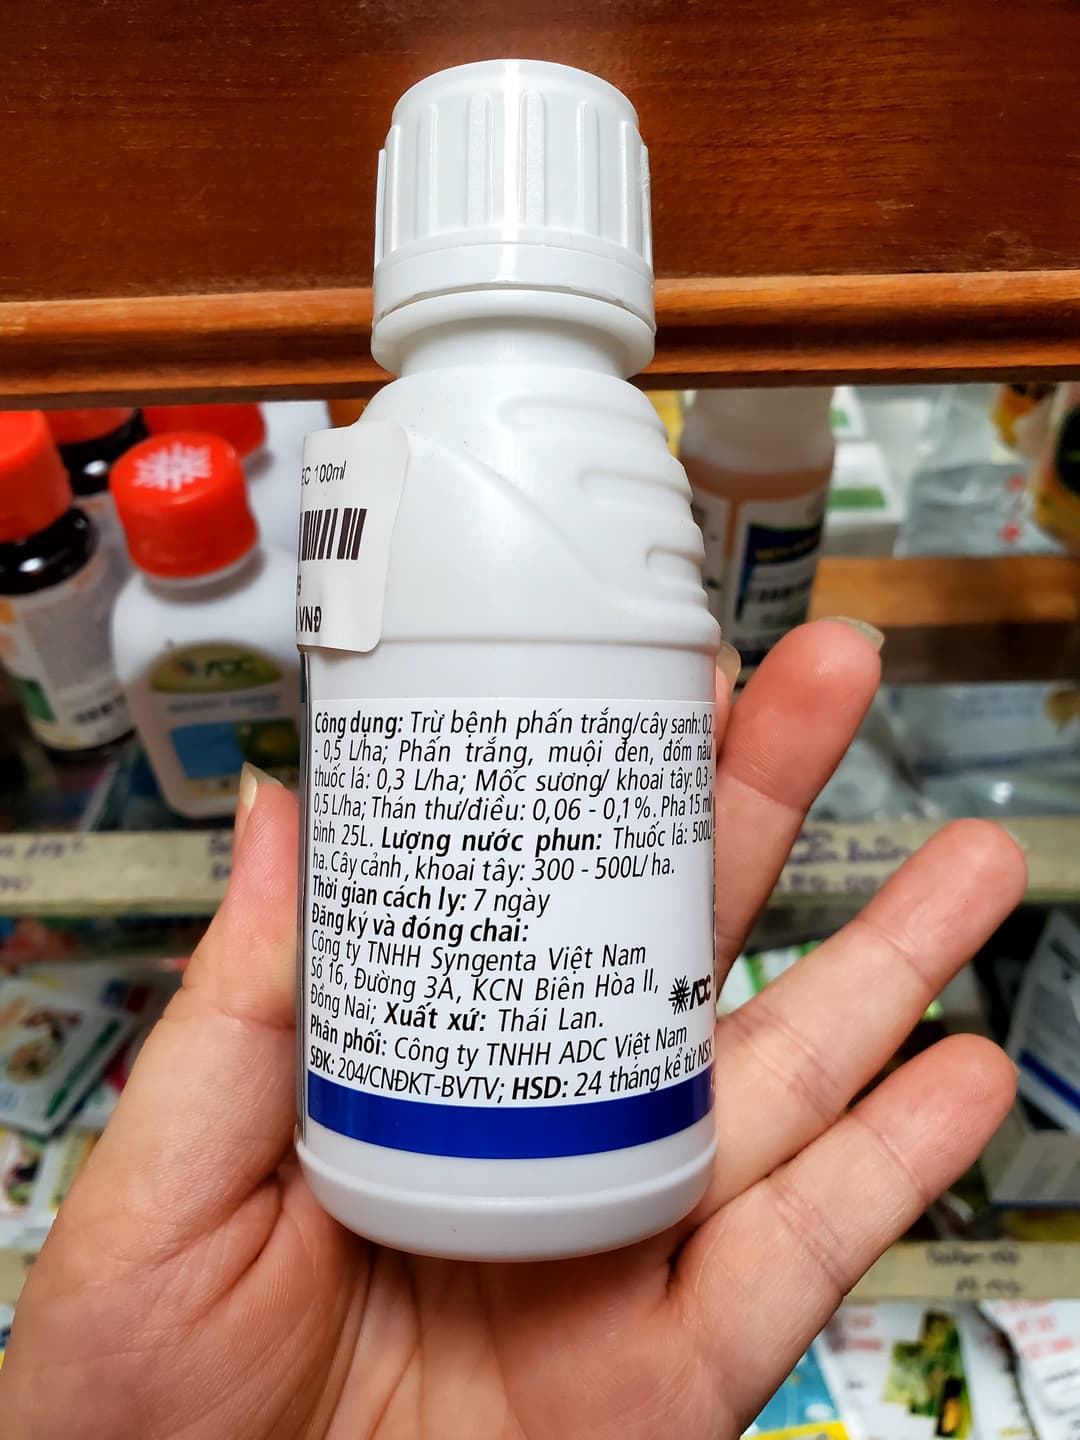 EC 100ml
VNĐ
Công dụng: Trừ bệnh phấn trắng/cây sanh: 0,2
- 0,5 L/ha; Phấn trắng, muội đen, đốm nâu/
thuốc lá: 0,3 L/ha; Mốc sương/ khoai tây: 0,3 -
0,5 L/ha; Thán thư/điều: 0,06 - 0,1%. Pha 15 ml/
bình 25L. Lượng nước phun: Thuốc lá: 500L/
ha. Cây cảnh, khoai tây: 300 - 500L/ ha.
Thời gian cách ly: 7 ngày
Đăng ký và đóng chai:
Công ty TNHH Syngenta Việt Nam
Số 16, Đường 3A, KCN Biên Hòa II,
ADC
Đồng Nai; Xuất xứ: Thái Lan.
Phân phối: Công ty TNHH ADC Việt Nam
SĐK: 204/CNĐKT-BVTV; HSD: 24 tháng kể từ NSX
ADC